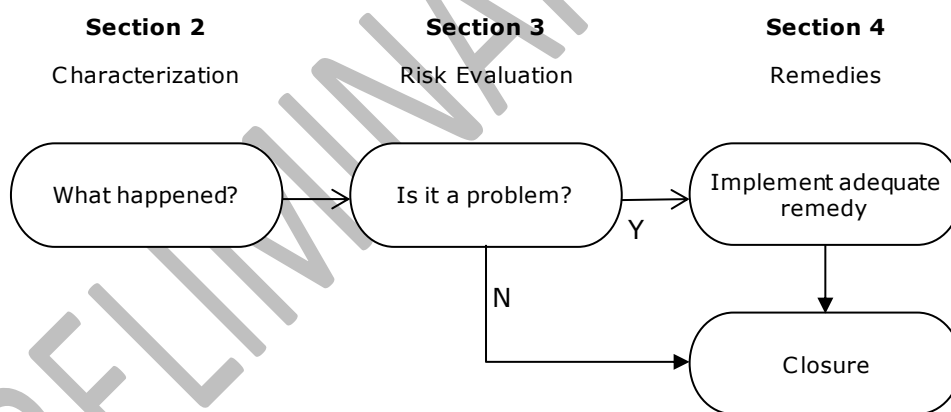 Section 2
Section 3
Section 4
Characterization
Risk Evaluation
Remedies
What happened?
Is it a problem?
Implement adequate
remedy
Y
N
Closure